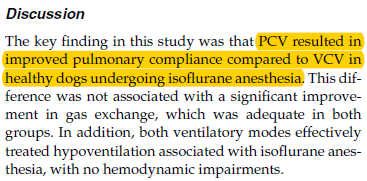 Discussion
The key finding in this study was that PCV resulted in
improved pulmonary compliance compared to VCV in
healthy dogs undergoing isoflurane anesthesia. This dif-
ference was not associated with a significant improve-
ment in gas exchange, which was adequate in both
groups. In addition, both ventilatory modes effectively
treated hypoventilation associated with isoflurane anes-
thesia, with no hemodynamic impairments.